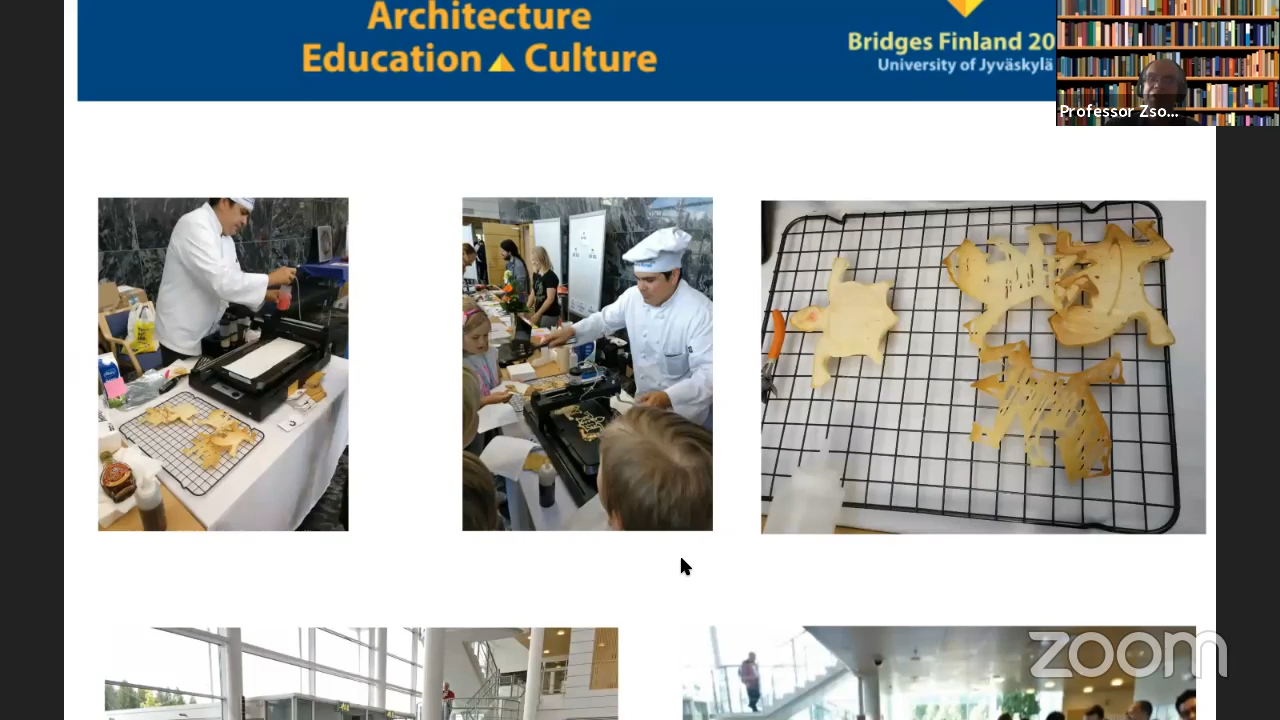 Architecture
Education ▲ Culture
Bridges Finland 20
University of Jyväskylä
Professor Zso...
zoom